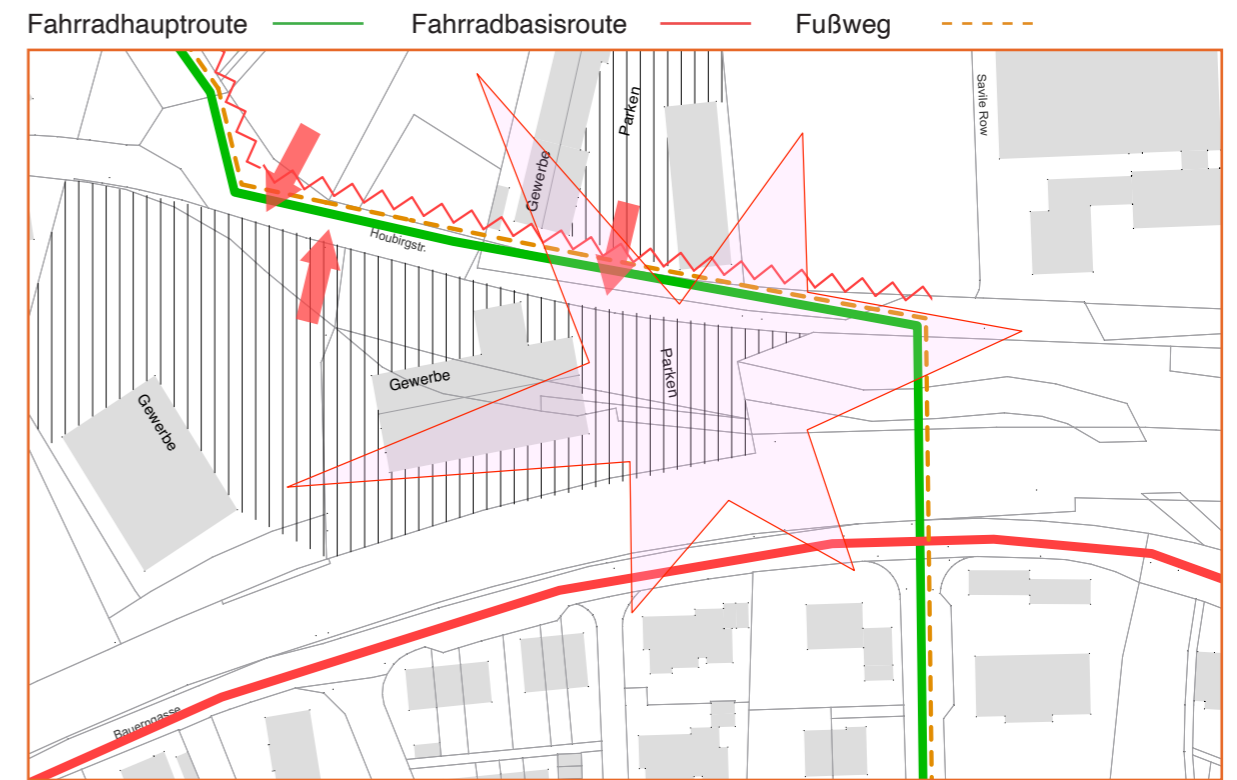 Fahrradhauptroute
Fahrradbasisroute
Fußweg
Parken
Savile Row
Gewerbe
Houbirgstr.
Parken
Gewerbe
Gewerbe
Bauerngasse